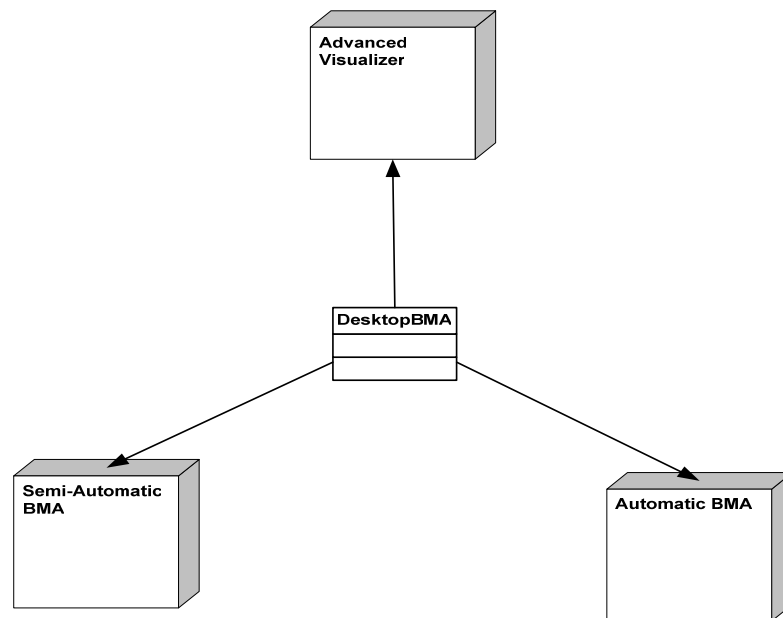 Advanced
Visualizer
DesktopBMA
Semi-Automatic
BMA
Automatic BMA